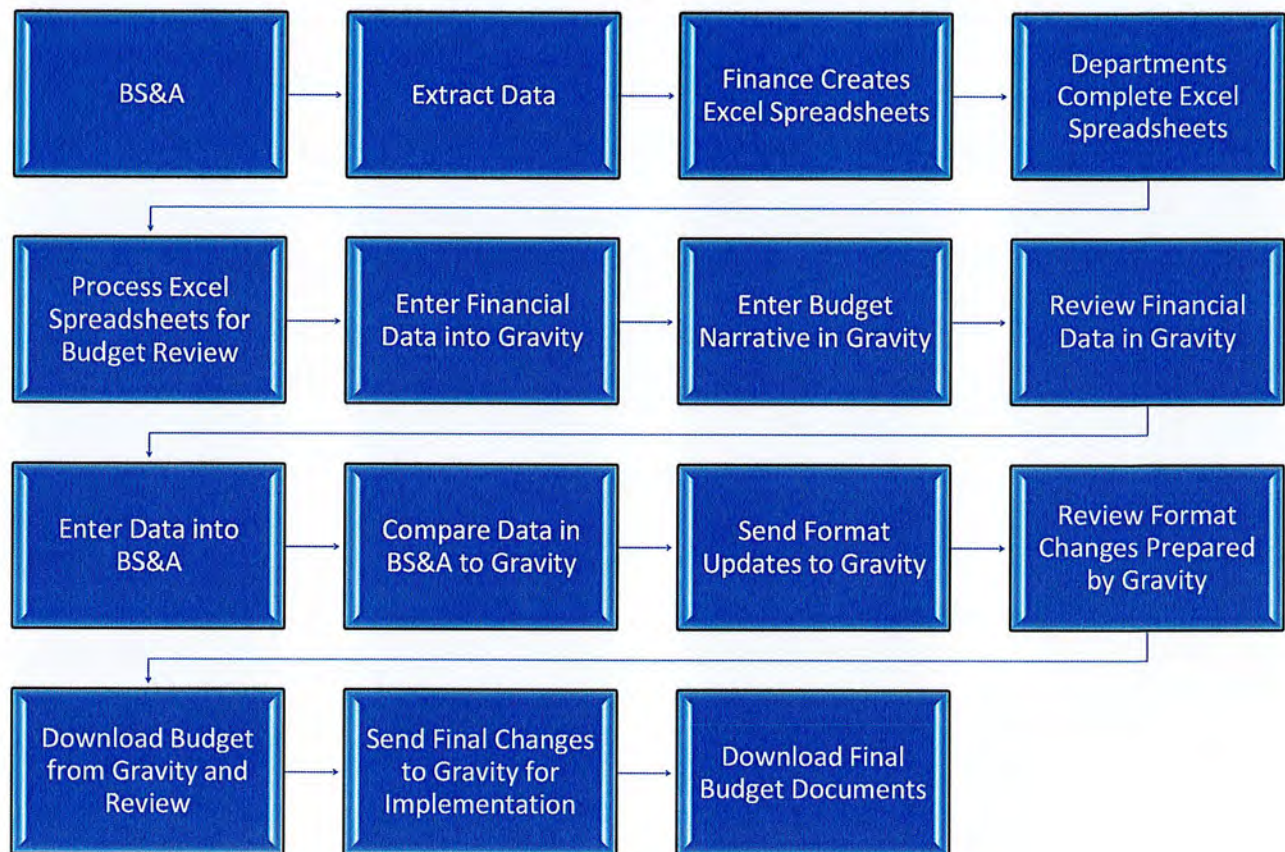 BS&A
Extract Data
Finance Creates
Excel Spreadsheets
Departments
Complete Excel
Spreadsheets
Process Excel
Spreadsheets for
Budget Review
Enter Financial
Data into Gravity
Enter Budget
Narrative in Gravity
Review Financial
Data in Gravity
Enter Data into
BS&A
Compare Data in
BS&A to Gravity
Send Format
Updates to Gravity
Review Format
Changes Prepared
by Gravity
Download Budget
from Gravity and
Review
Send Final Changes
to Gravity for
Implementation
Download Final
Budget Documents